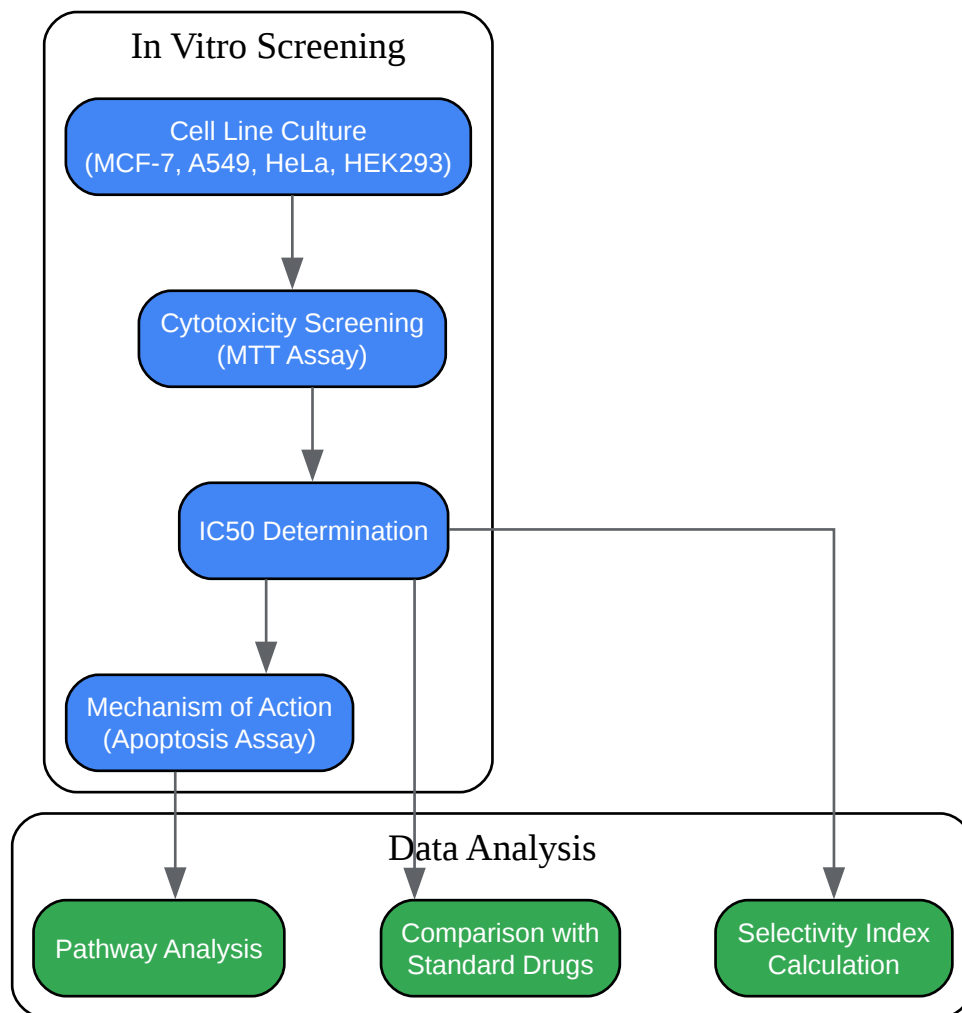 In Vitro Screening
Cell Line Culture
(MCF-7, A549, HeLa, HEK293)
Cytotoxicity Screening
(MTT Assay)
IC50 Determination
Mechanism of Action
(Apoptosis Assay)
Data Analysis
Pathway Analysis
Comparison with
Standard Drugs
Selectivity Index
Calculation